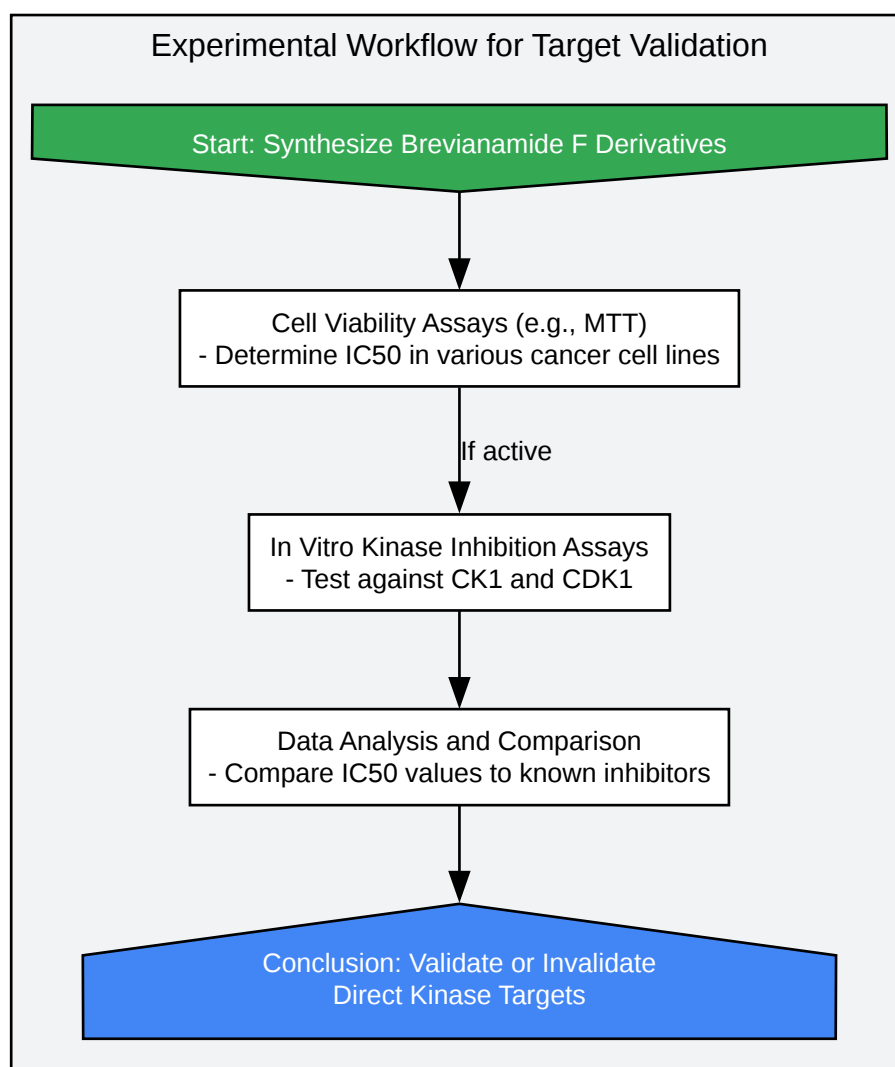 Experimental Workflow for Target Validation
Start: Synthesize Brevianamide F Derivatives
Cell Viability Assays (e.g., MTT)
- Determine IC50 in various cancer cell lines
If active
In Vitro Kinase Inhibition Assays
- Test against CK1 and CDK1
Data Analysis and Comparison
- Compare IC50 values to known inhibitors
Conclusion: Validate or Invalidate
Direct Kinase Targets